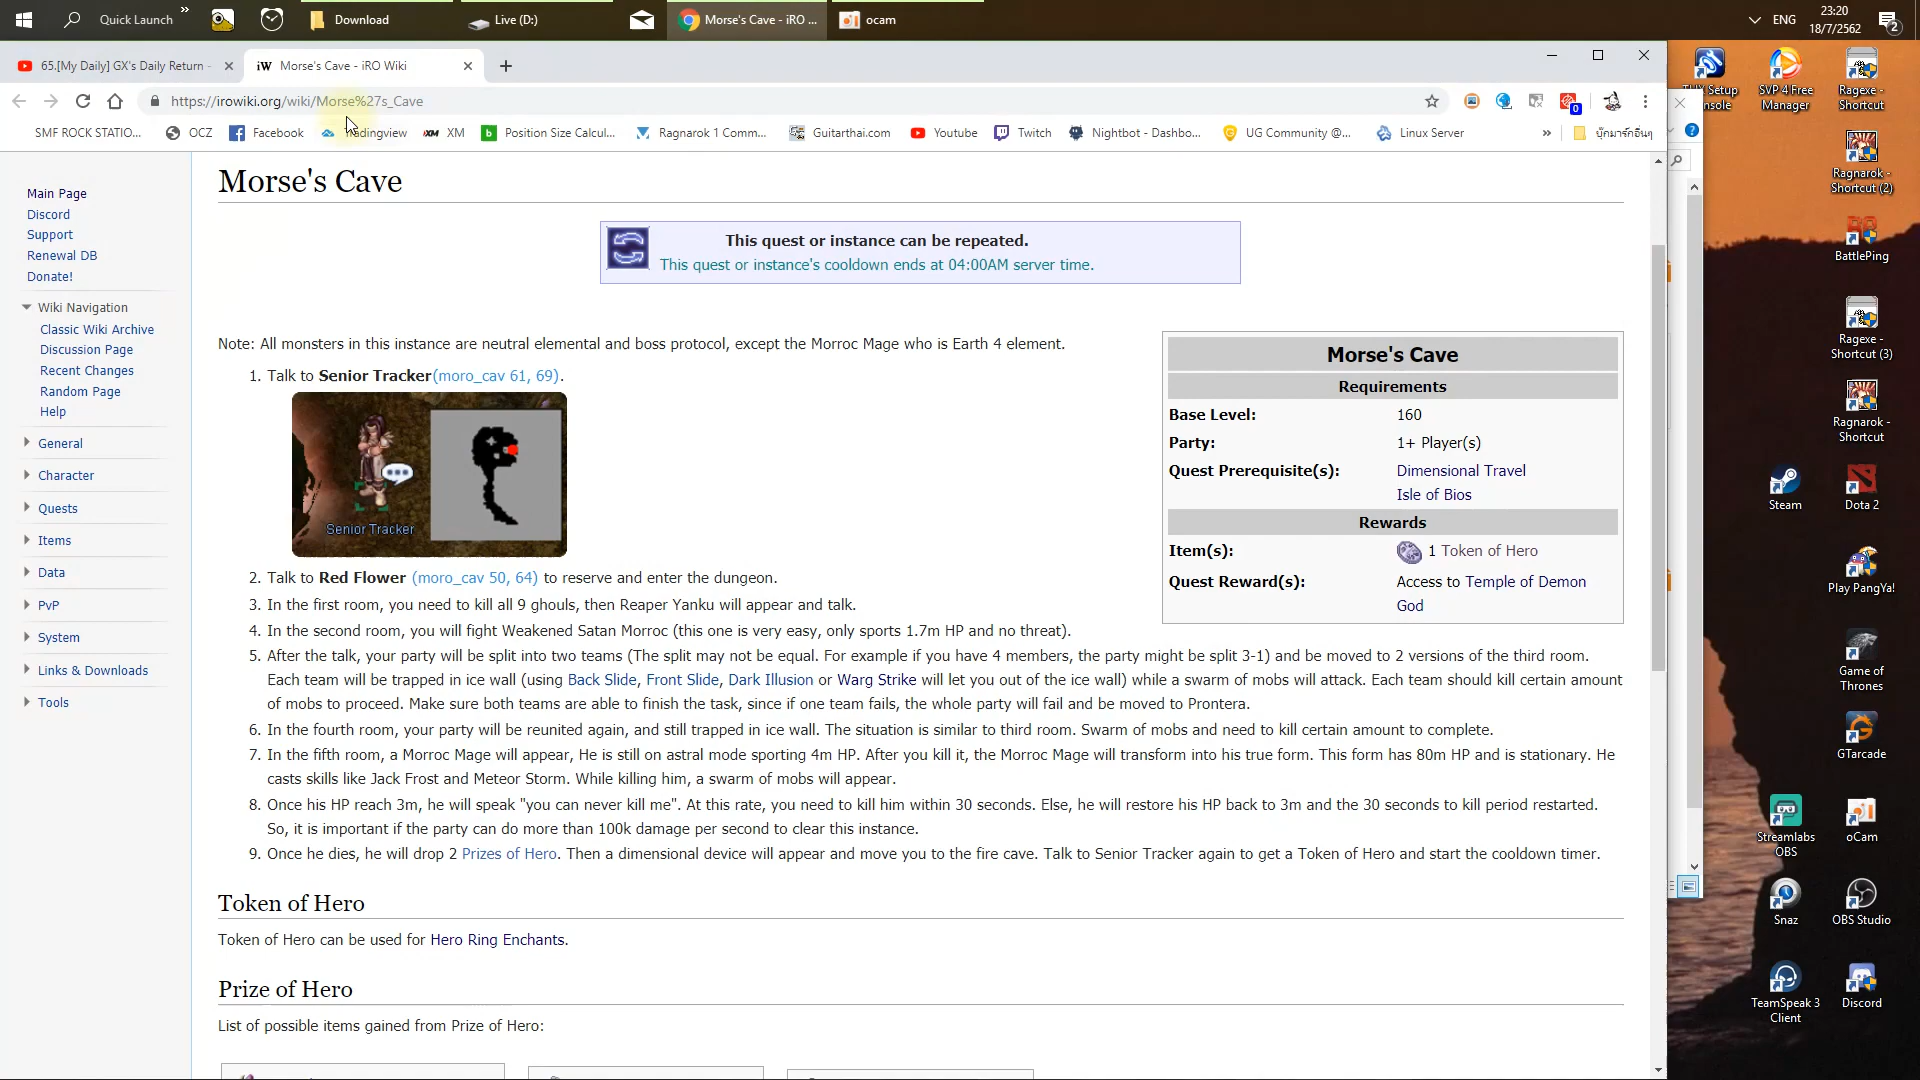 Quick Launch
Download
Live (D:)
Morse's Cave - iRO ...
ocam
ENG
23:20
18/7/2562
2
65.[My Daily] GX's Daily Return -
Morse's Cave - iRO Wiki
https://irowiki.org/wiki/Morse%27s_Cave
0
SMF ROCK STATIO...
OCZ
Facebook
Tradingview
XM
Position Size Calcul...
Ragnarok 1 Comm...
Guitarthai.com
Youtube
Twitch
Nightbot - Dashbo...
UG Community @...
Linux Server
บุ๊กมาร์กอื่นๆ
Main Page
Discord
Support
Renewal DB
Donate!
Wiki Navigation
Classic Wiki Archive
Discussion Page
Recent Changes
Random Page
Help
General
Character
Quests
Items
Data
PvP
System
Links & Downloads
Tools
Morse's Cave
This quest or instance can be repeated.
This quest or instance's cooldown ends at 04:00AM server time.
Note: All monsters in this instance are neutral elemental and boss protocol, except the Morroc Mage who is Earth 4 element.
1. Talk to Senior Tracker(moro_cav 61, 69).
Senior Tracker
2. Talk to Red Flower (moro_cav 50, 64) to reserve and enter the dungeon.
3. In the first room, you need to kill all 9 ghouls, then Reaper Yanku will appear and talk.
4. In the second room, you will fight Weakened Satan Morroc (this one is very easy, only sports 1.7m HP and no threat).
5. After the talk, your party will be split into two teams (The split may not be equal. For example if you have 4 members, the party might be split 3-1) and be moved to 2 versions of the third room.
Each team will be trapped in ice wall (using Back Slide, Front Slide, Dark Illusion or Warg Strike will let you out of the ice wall) while a swarm of mobs will attack. Each team should kill certain amount
of mobs to proceed. Make sure both teams are able to finish the task, since if one team fails, the whole party will fail and be moved to Prontera.
6. In the fourth room, your party will be reunited again, and still trapped in ice wall. The situation is similar to third room. Swarm of mobs and need to kill certain amount to complete.
7. In the fifth room, a Morroc Mage will appear, He is still on astral mode sporting 4m HP. After you kill it, the Morroc Mage will transform into his true form. This form has 80m HP and is stationary. He
casts skills like Jack Frost and Meteor Storm. While killing him, a swarm of mobs will appear.
8. Once his HP reach 3m, he will speak "you can never kill me". At this rate, you need to kill him within 30 seconds. Else, he will restore his HP back to 3m and the 30 seconds to kill period restarted.
So, it is important if the party can do more than 100k damage per second to clear this instance.
9. Once he dies, he will drop 2 Prizes of Hero. Then a dimensional device will appear and move you to the fire cave. Talk to Senior Tracker again to get a Token of Hero and start the cooldown timer.
Morse's Cave
Requirements
Base Level: 160
Party: 1+ Player(s)
Quest Prerequisite(s): Dimensional Travel
Isle of Bios
Rewards
Item(s): 1 Token of Hero
Quest Reward(s): Access to Temple of Demon
God
Token of Hero
Token of Hero can be used for Hero Ring Enchants.
Prize of Hero
List of possible items gained from Prize of Hero:
SVP 4 Free
Manager
Ragexe -
Shortcut
Ragnarok -
Shortcut (2)
BattlePing
Ragexe -
Shortcut (3)
Ragnarok -
Shortcut
Steam
Dota 2
Play PangYa!
Game of
Thrones
GTarcade
Streamlabs
OBS
oCam
Snaz
OBS Studio
TeamSpeak 3
Client
Discord